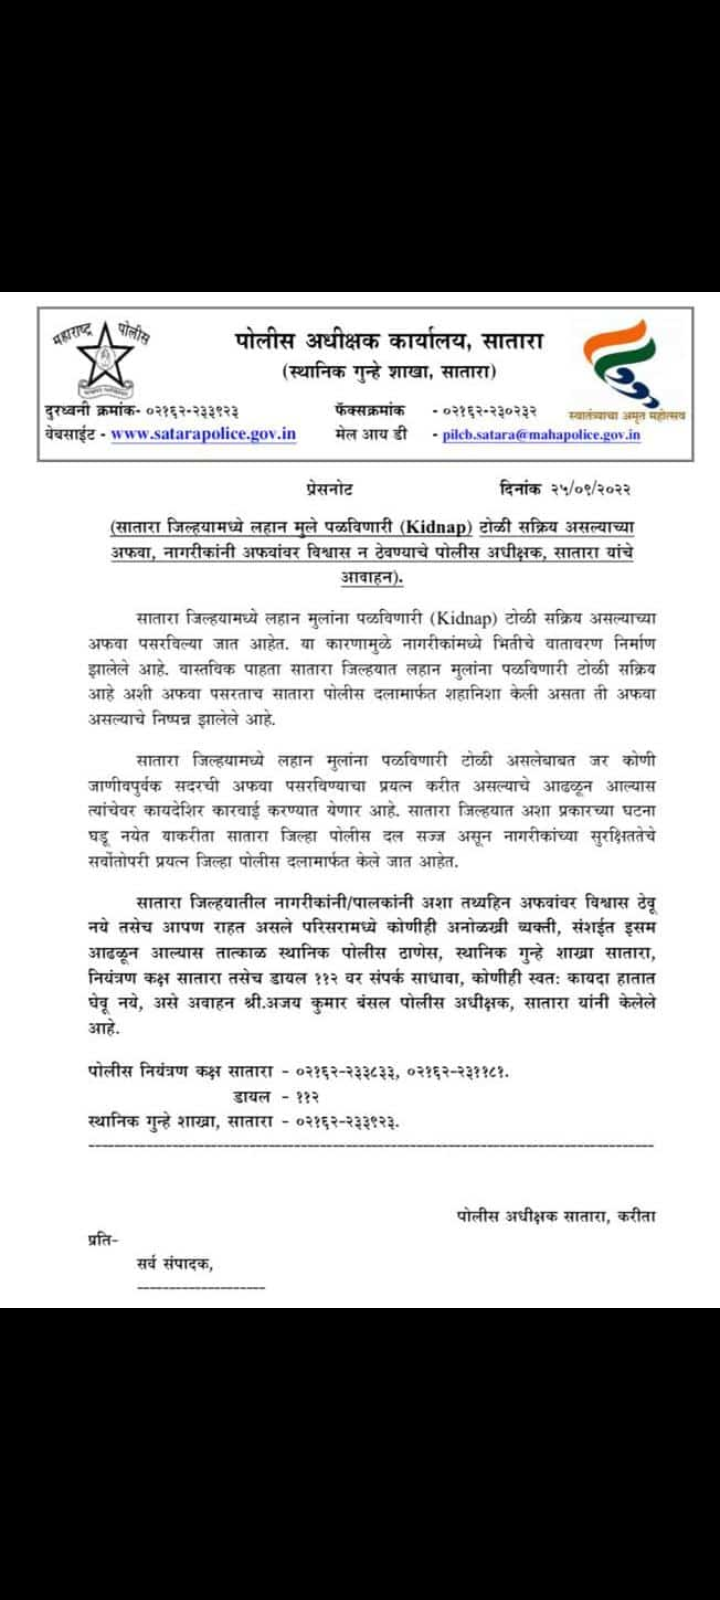 महाराष्ट्र पोलीस
पोलीस अधीक्षक कार्यालय, सातारा
(स्थानिक गुन्हे शाखा, सातारा)
दुरध्वनी क्रमांक- ०२१६२-२३३९२३ फॅक्सक्रमांक - ०२१६२-२३०२३२
स्वातंत्र्याचा अमृत महोत्सव
वेबसाईट - www.satarapolice.gov.in मेल आय डी - pilcb.satara@mahapolice.gov.in
प्रेसनोट दिनांक २५/०९/२०२२
(सातारा जिल्हयामध्ये लहान मुले पळविणारी (Kidnap) टोळी सक्रिय असल्याच्या
अफवा, नागरीकांनी अफवांवर विश्वास न ठेवण्याचे पोलीस अधीक्षक, सातारा यांचे
आवाहन).
सातारा जिल्हयामध्ये लहान मुलांना पळविणारी (Kidnap) टोळी सक्रिय असल्याच्या
अफवा पसरविल्या जात आहेत. या कारणामुळे नागरीकांमध्ये भितीचे वातावरण निर्माण
झालेले आहे. वास्तविक पाहता सातारा जिल्हयात लहान मुलांना पळविणारी टोळी सक्रिय
आहे अशी अफवा पसरताच सातारा पोलीस दलामार्फत शहानिशा केली असता ती अफवा
असल्याचे निष्पन्न झालेले आहे.
सातारा जिल्हयामध्ये लहान मुलांना पळविणारी टोळी असलेबाबत जर कोणी
जाणीवपुर्वक सदरची अफवा पसरविण्याचा प्रयत्न करीत असल्याचे आढळून आल्यास
त्यांचेवर कायदेशिर कारवाई करण्यात येणार आहे. सातारा जिल्हयात अशा प्रकारच्या घटना
घडू नयेत याकरीता सातारा जिल्हा पोलीस दल सज्ज असून नागरीकांच्या सुरक्षिततेचे
सर्वोतोपरी प्रयत्न जिल्हा पोलीस दलामार्फत केले जात आहेत.
सातारा जिल्हयातील नागरीकांनी/पालकांनी अशा तथ्यहिन अफवांवर विश्वास ठेवू
नये तसेच आपण राहत असले परिसरामध्ये कोणीही अनोळखी व्यक्ती, संशईत इसम
आढळून आल्यास तात्काळ स्थानिक पोलीस ठाणेस, स्थानिक गुन्हे शाखा सातारा,
नियंत्रण कक्ष सातारा तसेच डायल ११२ वर संपर्क साधावा, कोणीही स्वत: कायदा हातात
घेवू नये, असे अवाहन श्री.अजय कुमार बंसल पोलीस अधीक्षक, सातारा यांनी केलेले
आहे.
पोलीस नियंत्रण कक्ष सातारा - ०२१६२-२३३८३३, ०२१६२-२३११८१.
डायल - ११२
स्थानिक गुन्हे शाखा, सातारा - ०२१६२-२३३९२३.
पोलीस अधीक्षक सातारा, करीता
प्रति-
सर्व संपादक,